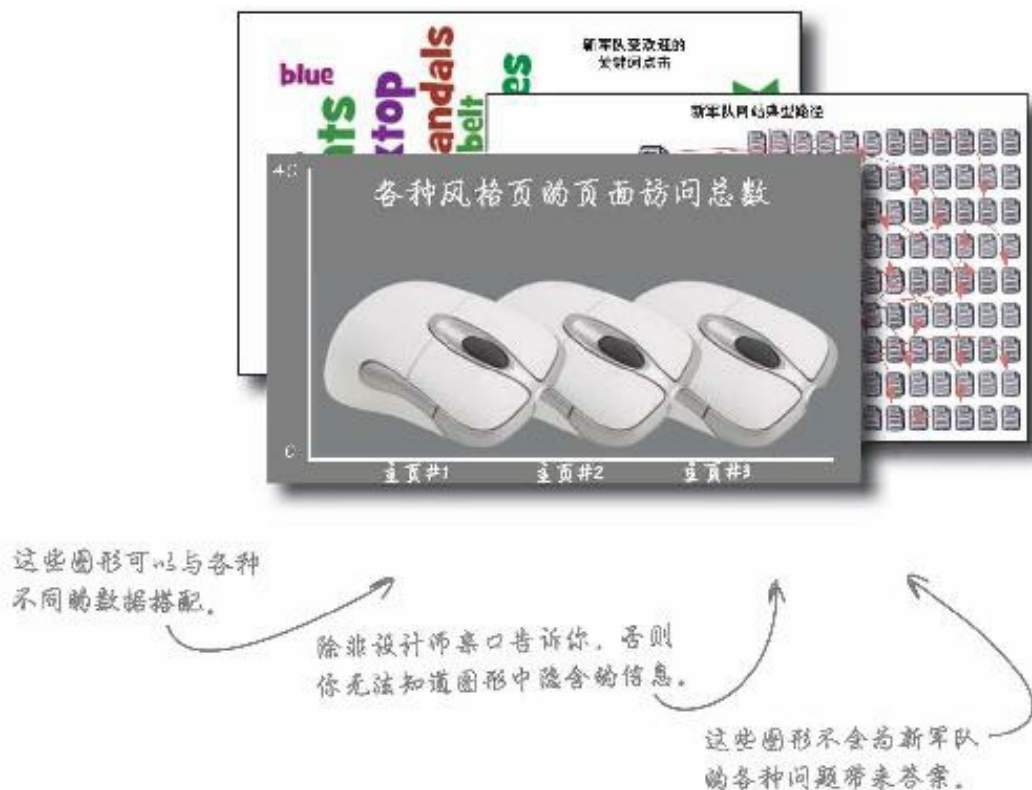 新军队受欢迎的
关键词点击
blue
nts
xtop
andals
belt
es
新军队网站典型路径
40
各种风格页的页面访问总数
0
主页#1
主页#2
主页#3
这些图形可以与各种
不同的数据搭配。
除非设计师亲口告诉你，否则
你无法知道图形中隐含的信息。
这些图形不会为新军队
的各种问题带来答案。